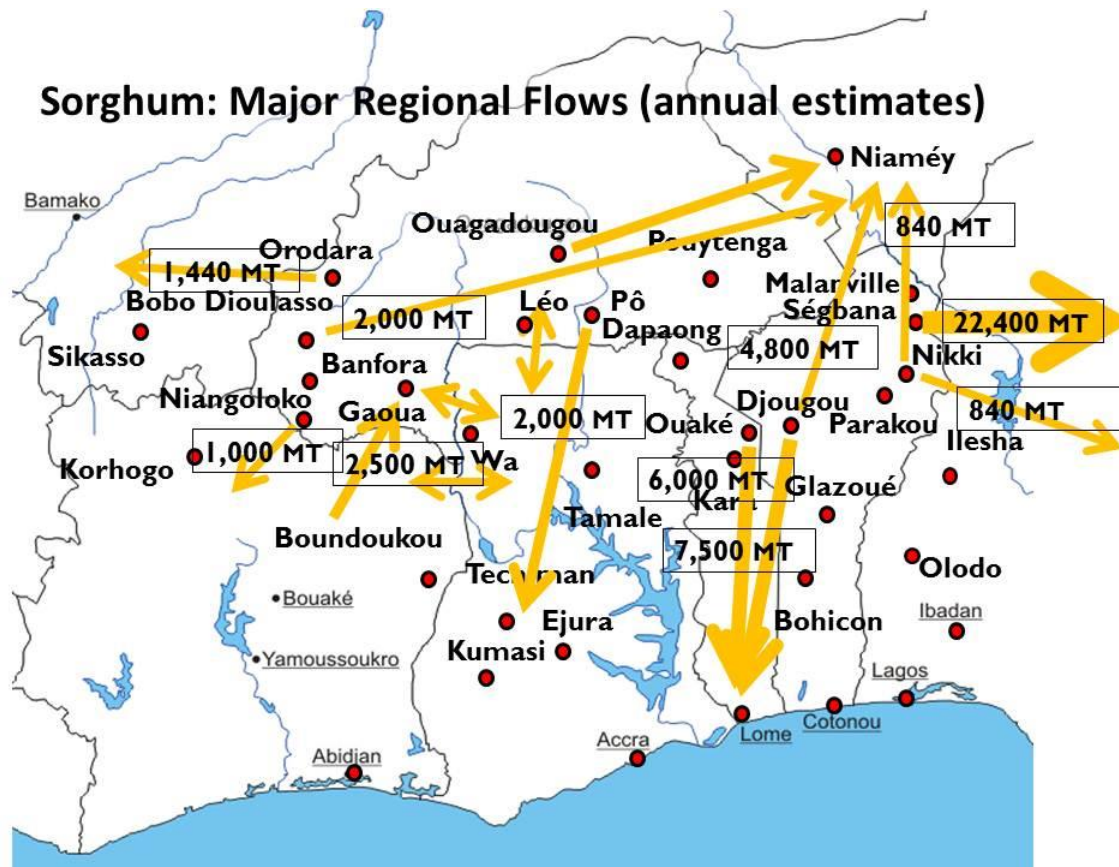 Sorghum: Major Regional Flows (annual estimates)
Niaméy
Bamako
Ouagadougou
840 MT
Orodara
Pouytenga
1,440 MT
Malanville
Bobo Dioulasso
2,000 MT
Léo
Pô
Ségbana
22,400 MT
Sikasso
Dapaong
4,800 MT
Nikki
Banfora
Niangoloko
Gaoua
2,000 MT
Ouaké
Djougou
Parakou
840 MT
Ilesha
Korhogo
1,000 MT
2,500 MT
Wa
6,000 MT
Glazoué
Kara
Tamale
Boundoukou
7,500 MT
Techiman
Olodo
Bouaké
Ejura
Bohicon
Ibadan
Kumasi
Yamoussoukro
Lagos
Cotonou
Lome
Accra
Abidjan